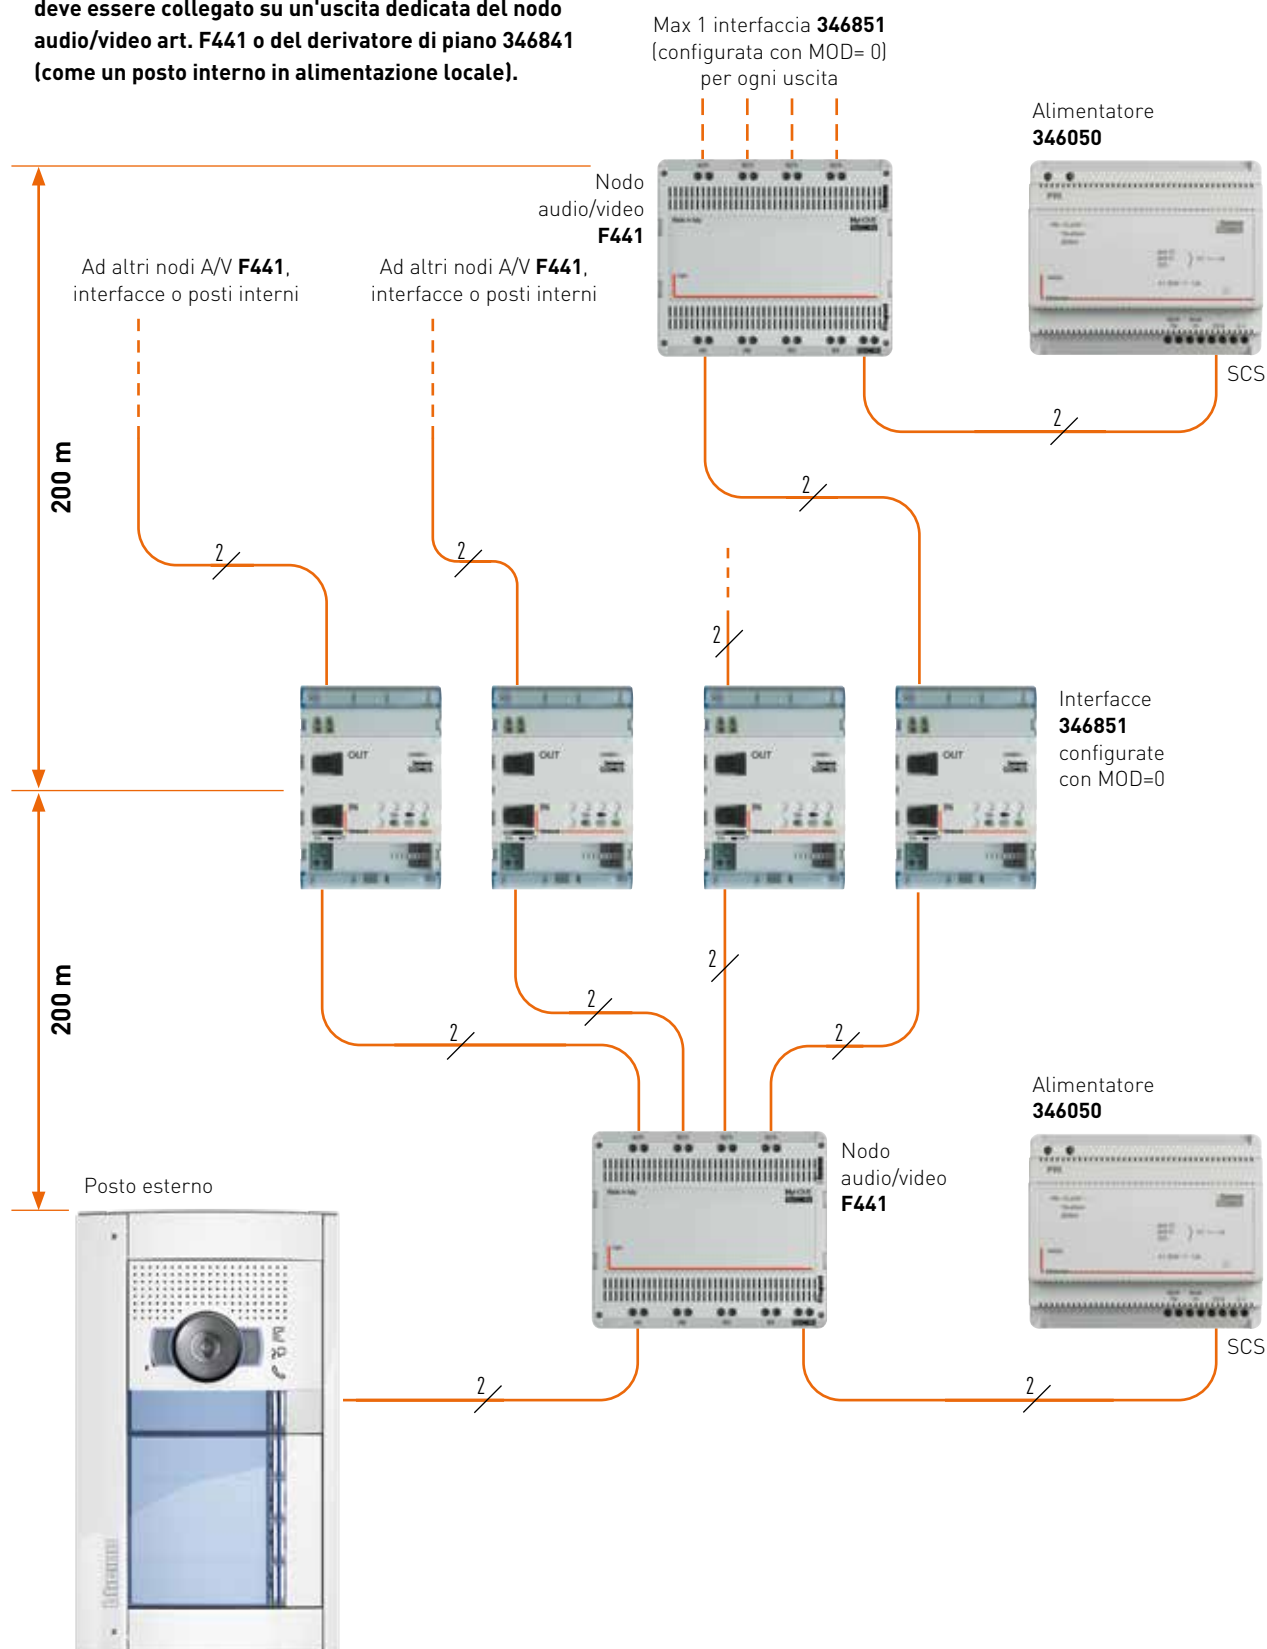 deve essere collegato su un'uscita dedicata del nodo
audio/video art. F441 o del derivatore di piano 346841
(come un posto interno in alimentazione locale).
Max 1 interfaccia 346851
(configurata con MOD= 0)
per ogni uscita
Alimentatore
346050
Nodo
audio/video
F441
Ad altri nodi A/V F441,
interfacce o posti interni
Ad altri nodi A/V F441,
interfacce o posti interni
SCS
2
200 m
2
2
2
2
Interfacce
346851
configurate
con MOD=0
OUT
OUT
OUT
OUT
IN
IN
IN
IN
200 m
2
2
2
2
Alimentatore
346050
Nodo
audio/video
F441
Posto esterno
SCS
2
2